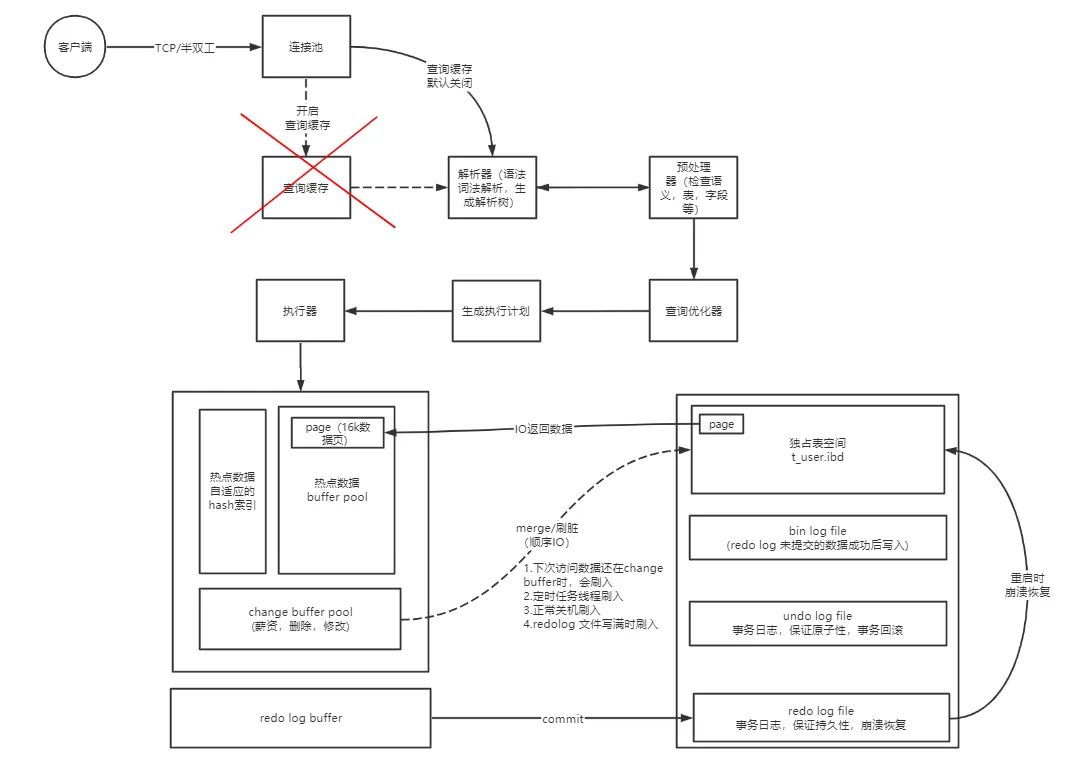 客户端
TCP/半双工
连接池
查询缓存
默认关闭
开启
查询缓存
查询缓存
解析器（语法
词法解析，生
成解析树）
预处理
器（检查语
义，表，字段
等）
执行器
生成执行计划
查询优化器
page（16k数
据页）
热点数据
自适应的
hash索引
热点数据
buffer pool
IO返回数据
page
独占表空间
t_user.ibd
merge/刷脏
（顺序IO）
1.下次访问数据还在change
buffer时，会刷入
2.定时任务线程刷入
3.正常关机刷入
4.redolog 文件写满时刷入
bin log file
(redo log 未提交的数据成功后写入)
重启时
崩溃恢复
change buffer pool
(薪资，删除，修改)
undo log file
事务日志，保证原子性，事务回滚
redo log buffer
commit
redo log file
事务日志，保证持久性，崩溃恢复